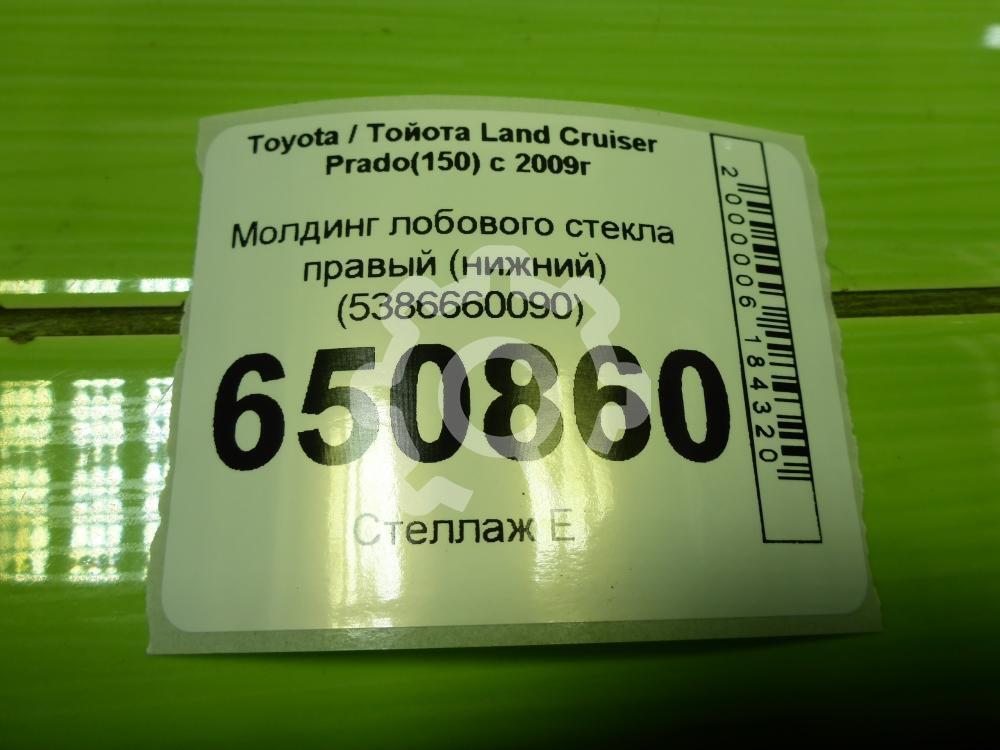 Toyota / Тойота Land Cruiser
Prado(150) с 2009г
Молдинг лобового стекла
правый (нижний)
(5386660090)
650860
Стеллаж Е
2000006184320